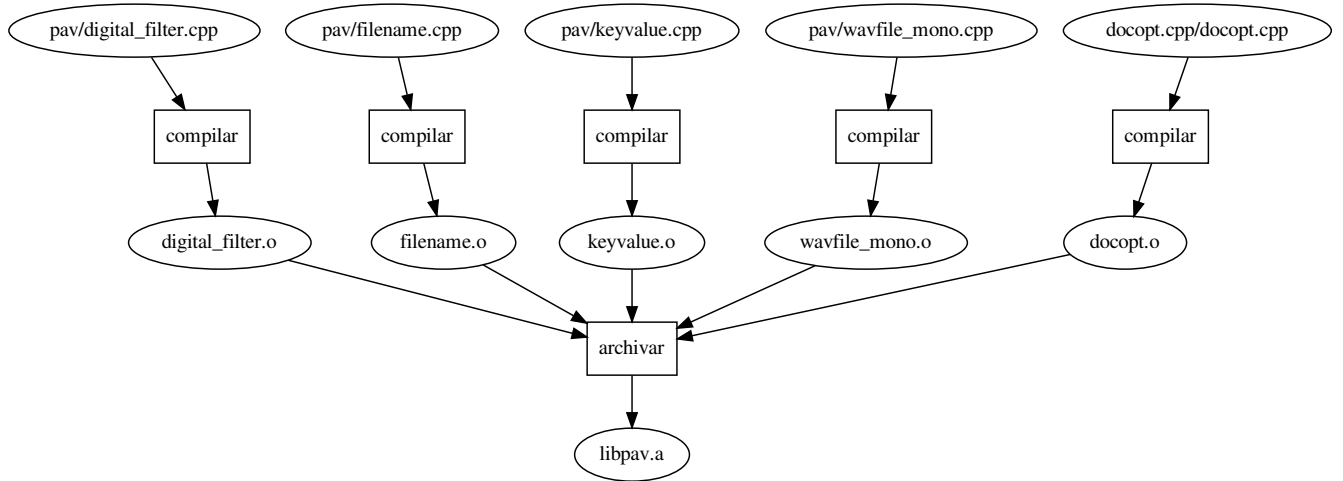 pav/digital_filter.cpp
pav/filename.cpp
pav/keyvalue.cpp
pav/wavfile_mono.cpp
docopt.cpp/docopt.cpp
compilar
compilar
compilar
compilar
compilar
digital_filter.o
filename.o
keyvalue.o
wavfile_mono.o
docopt.o
archivar
libpav.a